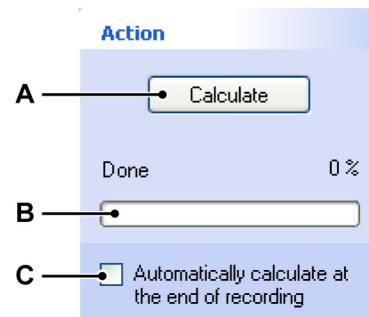 Action
A
Calculate
Done 0 %
B
C
Automatically calculate at
the end of recording